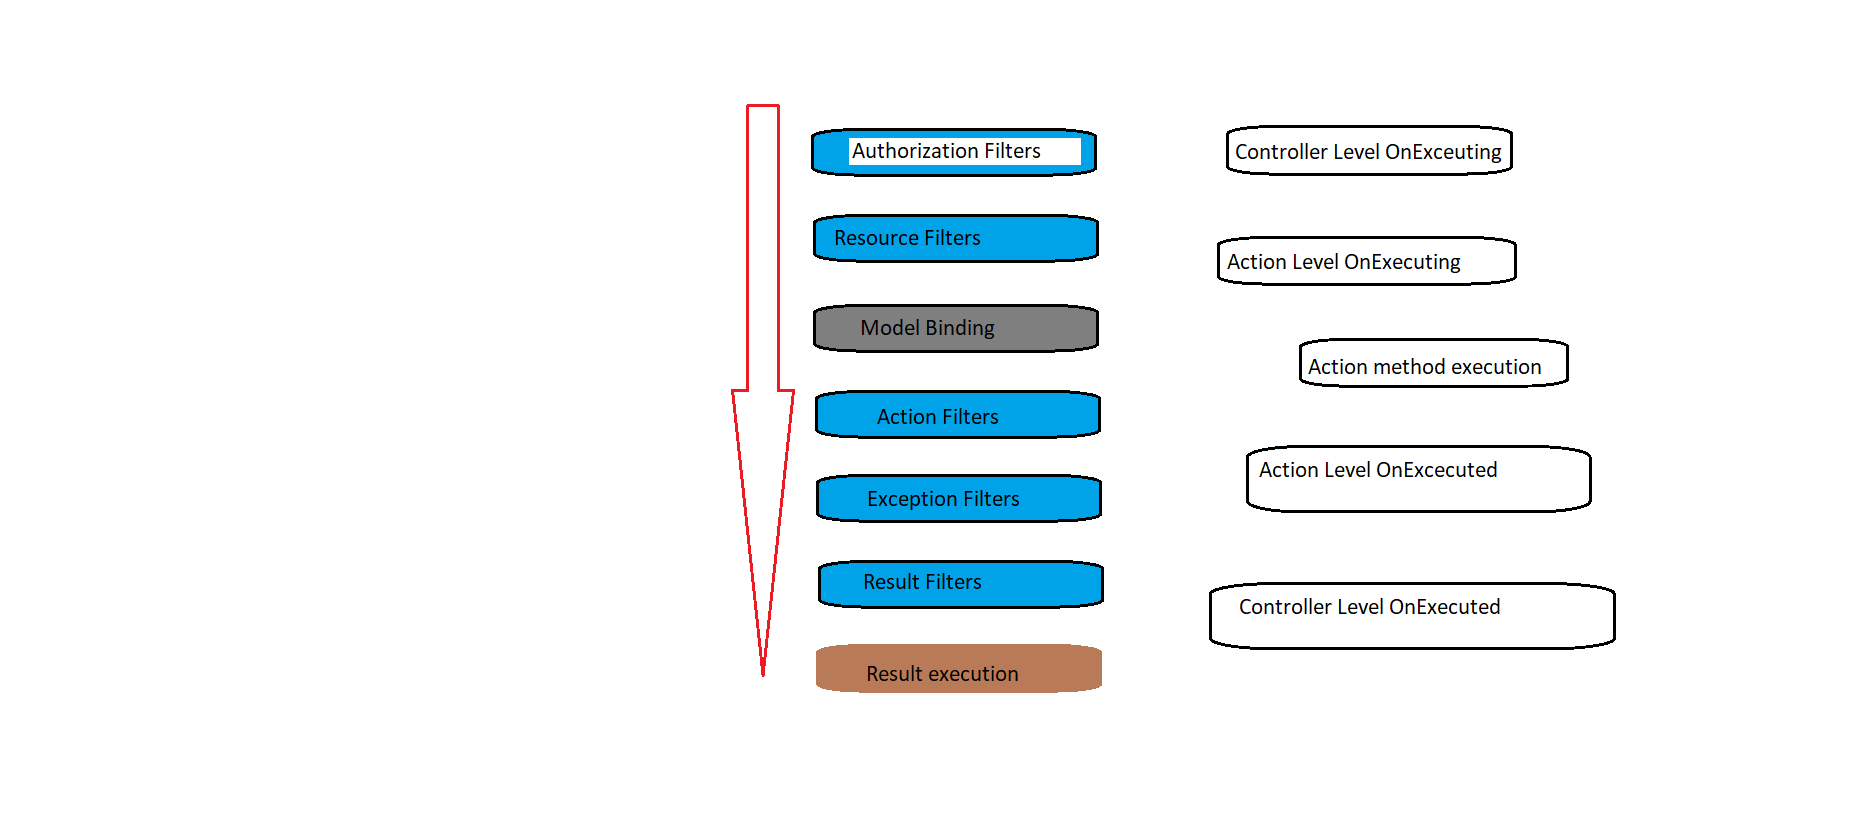 Authorization Filters
Resource Filters
Model Binding
Action Filters
Exception Filters
Result Filters
Result execution
Controller Level OnExceuting
Action Level OnExecuting
Action method execution
Action Level OnExcecuted
Controller Level OnExecuted